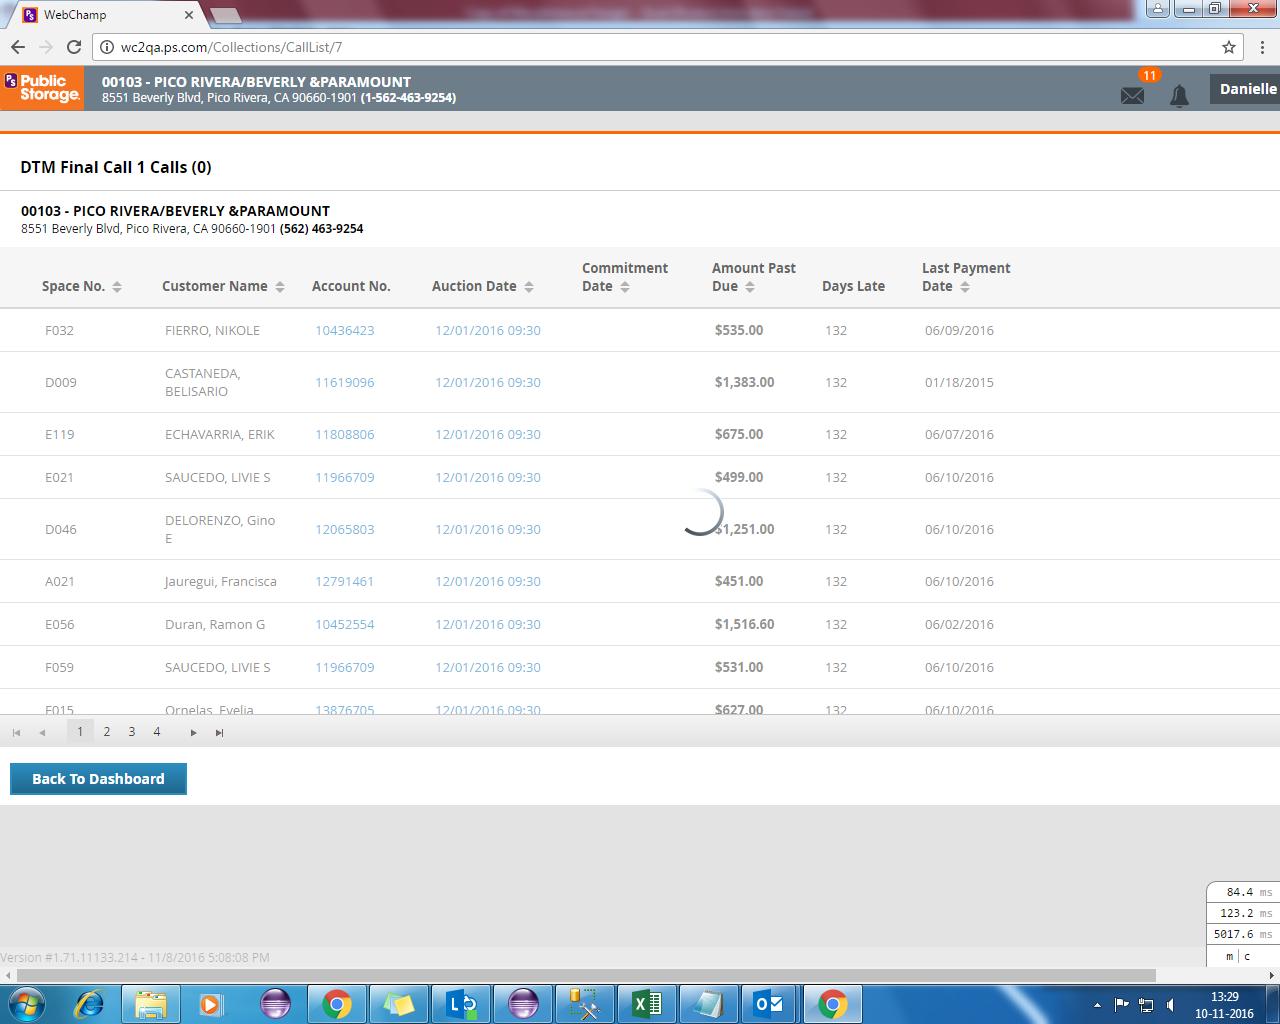 WebChamp
wc2qa.ps.com/Collections/CallList/7
PS Public Storage.
00103 - PICO RIVERA/BEVERLY &PARAMOUNT
8551 Beverly Blvd, Pico Rivera, CA 90660-1901 (1-562-463-9254)
11
Danielle
DTM Final Call 1 Calls (0)
00103 - PICO RIVERA/BEVERLY &PARAMOUNT
8551 Beverly Blvd, Pico Rivera, CA 90660-1901 (562) 463-9254
Space No. Customer Name Account No. Auction Date Commitment Date Amount Past Due Days Late Last Payment Date
F032 FIERRO, NIKOLE 10436423 12/01/2016 09:30 $535.00 132 06/09/2016
D009 CASTANEDA, BELISARIO 11619096 12/01/2016 09:30 $1,383.00 132 01/18/2015
E119 ECHAVARRIA, ERIK 11808806 12/01/2016 09:30 $675.00 132 06/07/2016
E021 SAUCEDO, LIVIE S 11966709 12/01/2016 09:30 $499.00 132 06/10/2016
D046 DELORENZO, Gino E 12065803 12/01/2016 09:30 $1,251.00 132 06/10/2016
A021 Jauregui, Francisca 12791461 12/01/2016 09:30 $451.00 132 06/10/2016
E056 Duran, Ramon G 10452554 12/01/2016 09:30 $1,516.60 132 06/02/2016
F059 SAUCEDO, LIVIE S 11966709 12/01/2016 09:30 $531.00 132 06/10/2016
F015 Ornelas, Evelia 13876705 12/01/2016 09:30 $627.00 132 06/10/2016
1 2 3 4
Back To Dashboard
84.4 ms
123.2 ms
5017.6 ms
m | c
Version #1.71.11133.214 - 11/8/2016 5:08:08 PM
13:29
10-11-2016